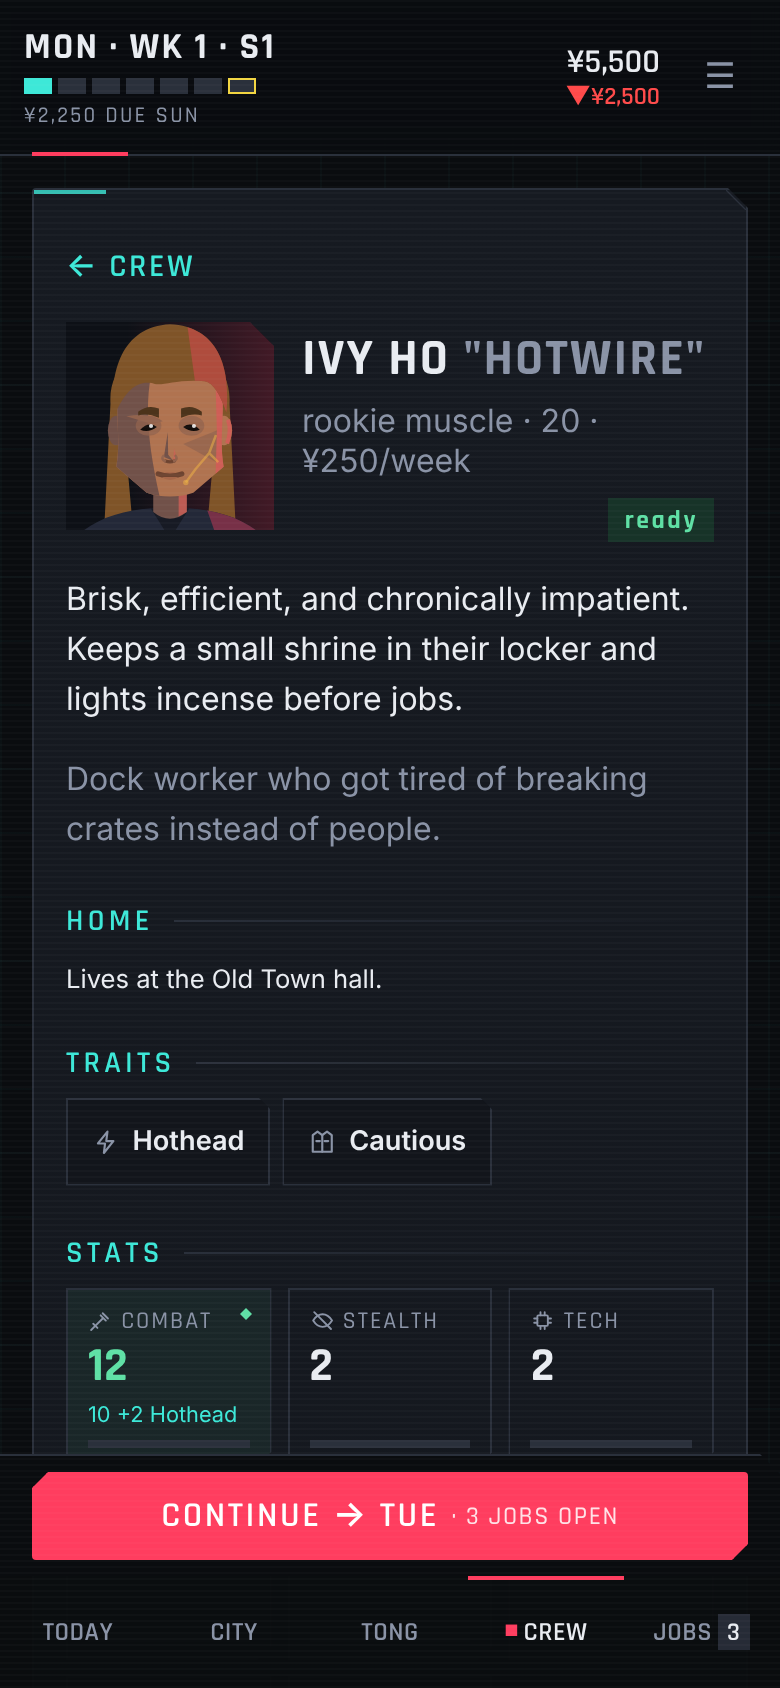 MON · WK 1 · S1
¥2,250 DUE SUN
¥5,500
▼¥2,500
← CREW
IVY HO "HOTWIRE"
rookie muscle · 20 ·
¥250/week
ready
Brisk, efficient, and chronically impatient.
Keeps a small shrine in their locker and
lights incense before jobs.
Dock worker who got tired of breaking
crates instead of people.
HOME
Lives at the Old Town hall.
TRAITS
Hothead
Cautious
STATS
COMBAT
12
10 +2 Hothead
STEALTH
2
TECH
2
CONTINUE → TUE · 3 JOBS OPEN
TODAY
CITY
TONG
CREW
JOBS 3